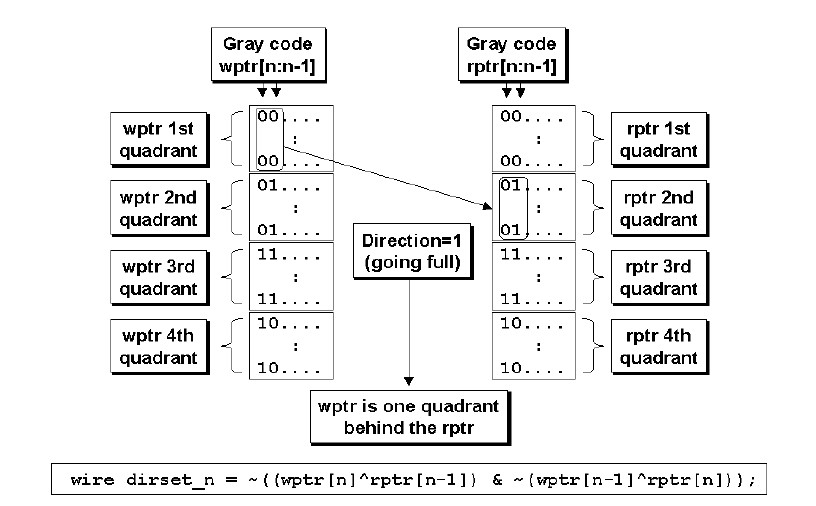 Gray code
wptr[n:n-1]
Gray code
rptr[n:n-1]
wptr 1st
quadrant
00....
:
00....
00....
:
00....
rptr 1st
quadrant
wptr 2nd
quadrant
01....
:
01....
01....
:
01....
rptr 2nd
quadrant
Direction=1
(going full)
wptr 3rd
quadrant
11....
:
11....
11....
:
11....
rptr 3rd
quadrant
wptr 4th
quadrant
10....
:
10....
10....
:
10....
rptr 4th
quadrant
wptr is one quadrant
behind the rptr
wire dirset_n = ~((wptr[n]^rptr[n-1]) & ~(wptr[n-1]^rptr[n]));